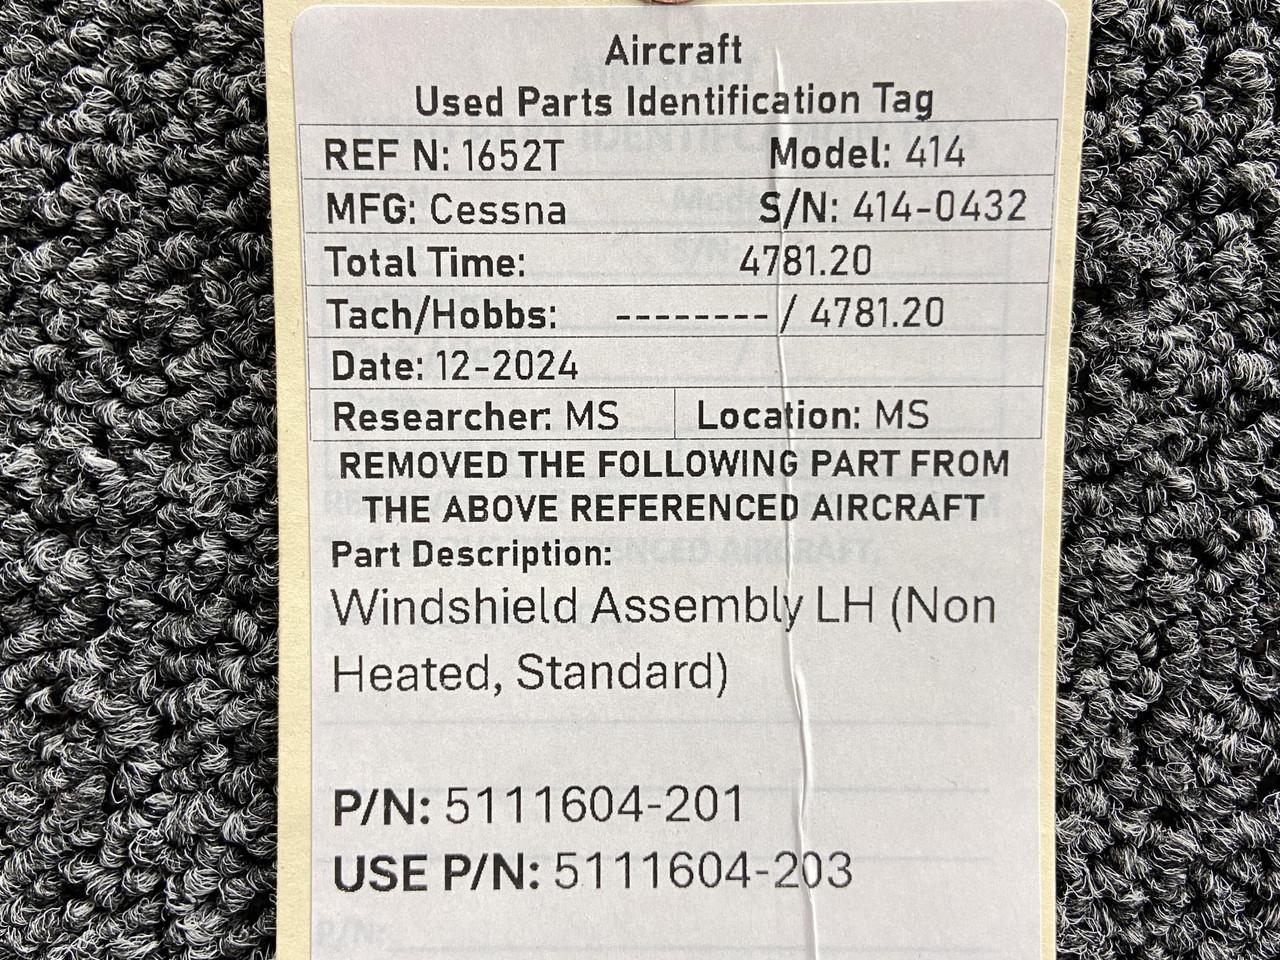 Aircraft
Used Parts Identification Tag
REF N: 1652T Model: 414
MFG: Cessna S/N: 414-0432
Total Time: 4781.20
Tach/Hobbs: -------- / 4781.20
Date: 12-2024
Researcher: MS Location: MS
REMOVED THE FOLLOWING PART FROM
THE ABOVE REFERENCED AIRCRAFT
Part Description:
Windshield Assembly LH (Non
Heated, Standard)
P/N: 5111604-201
USE P/N: 5111604-203
P/N: